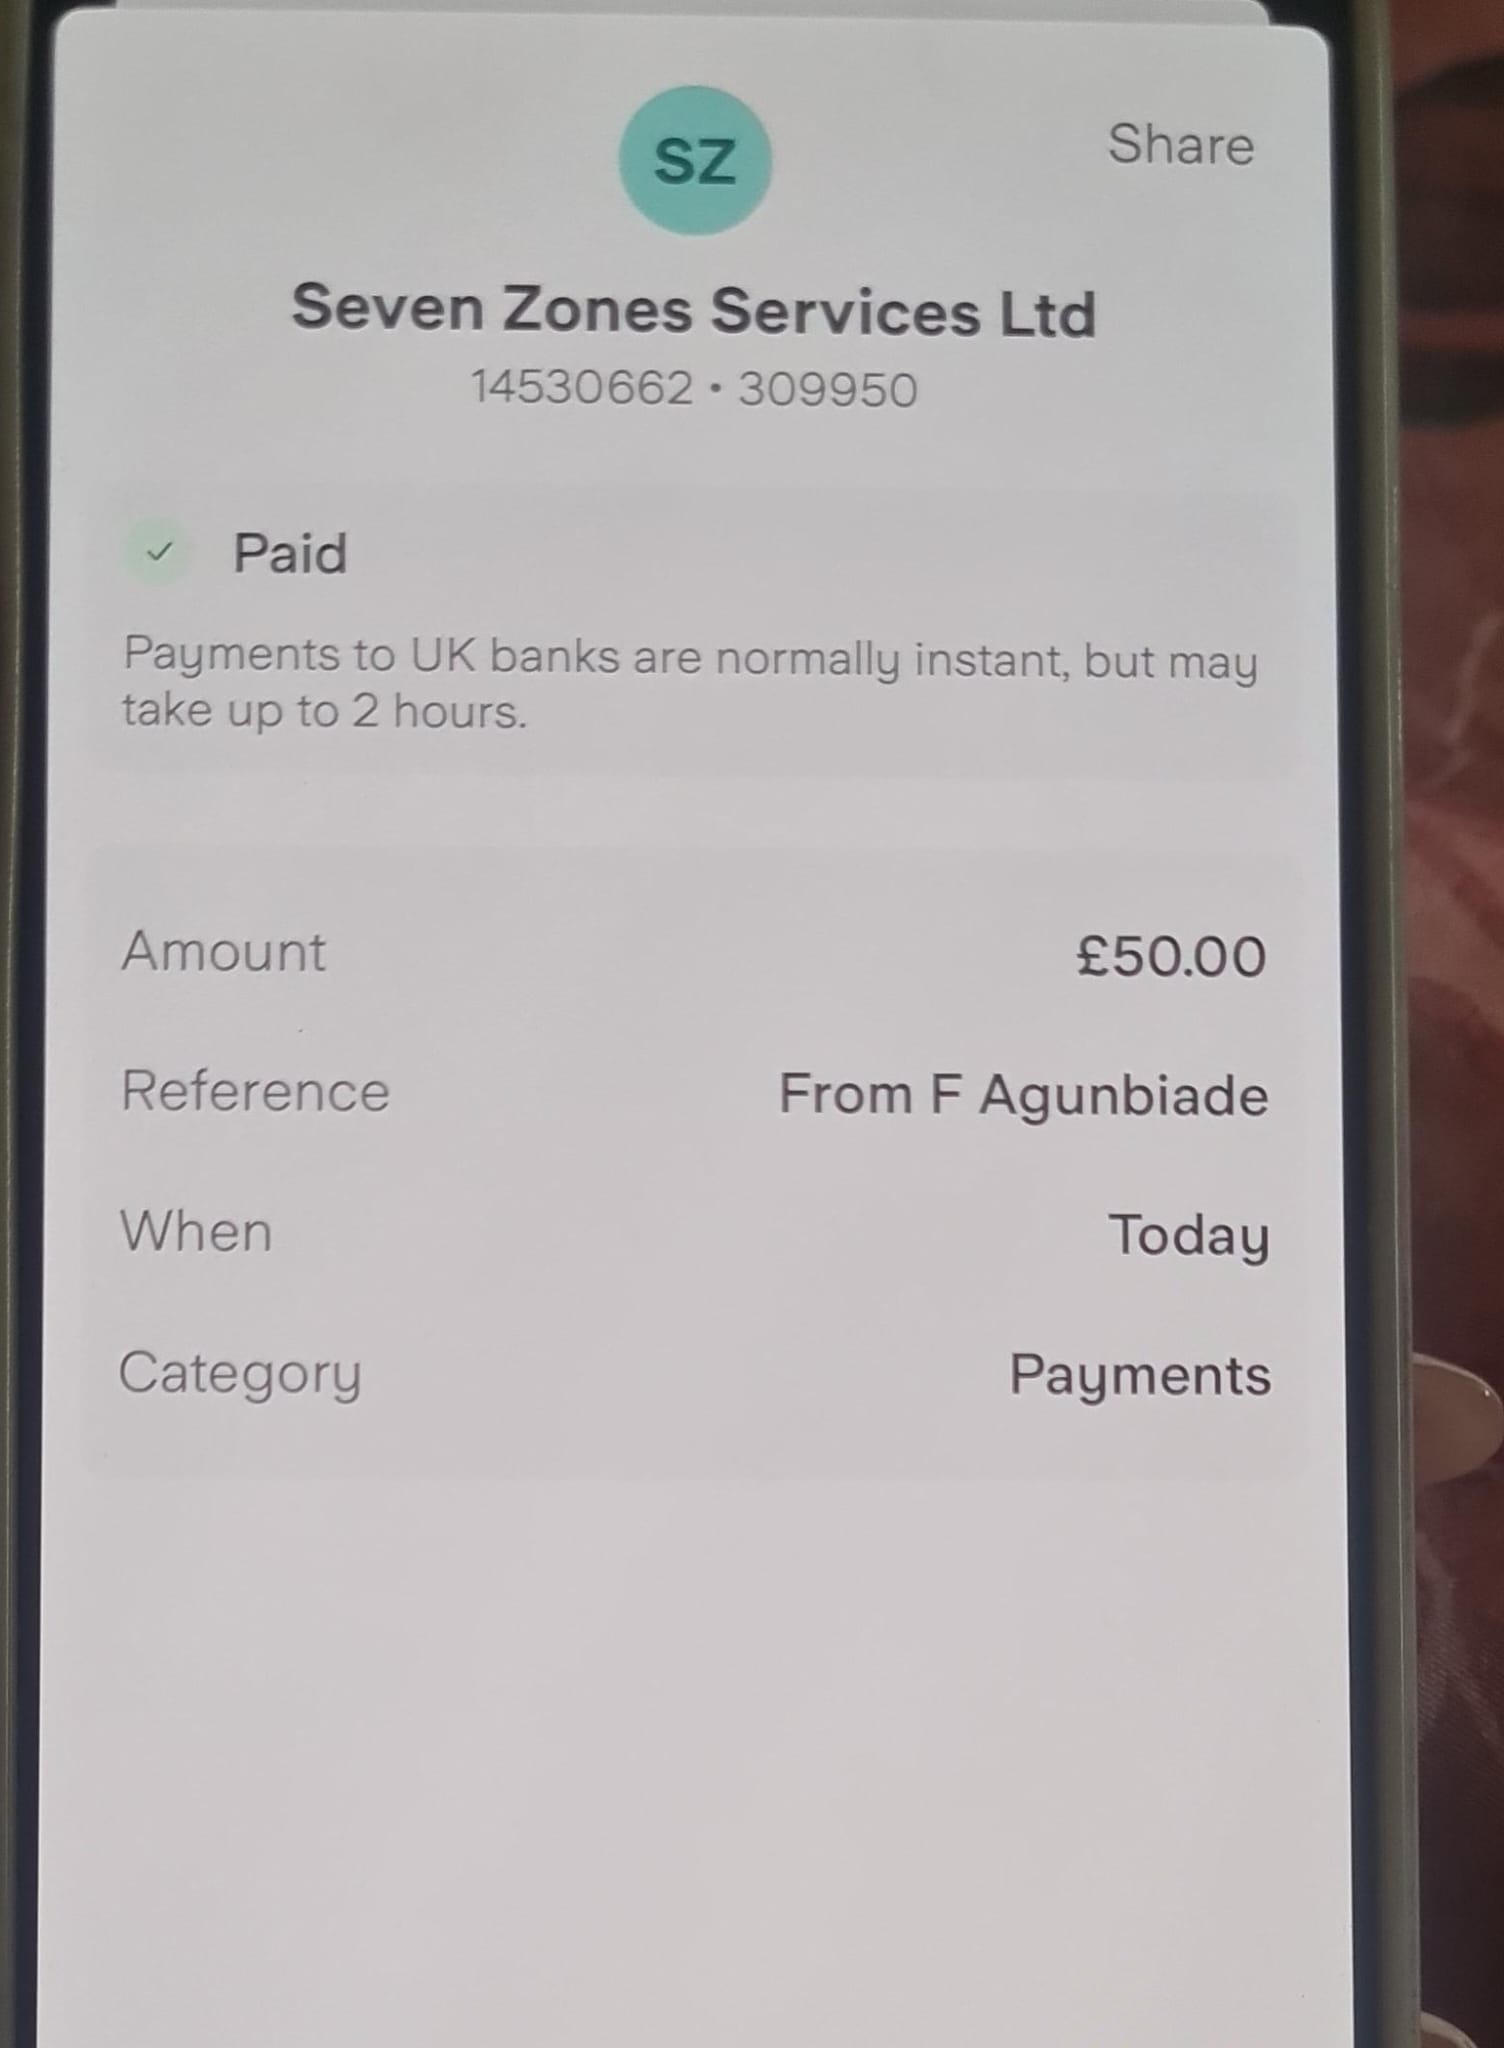 SZ
Share
Seven Zones Services Ltd
14530662 • 309950
Paid
Payments to UK banks are normally instant, but may
take up to 2 hours.
Amount £50.00
Reference From F Agunbiade
When Today
Category Payments